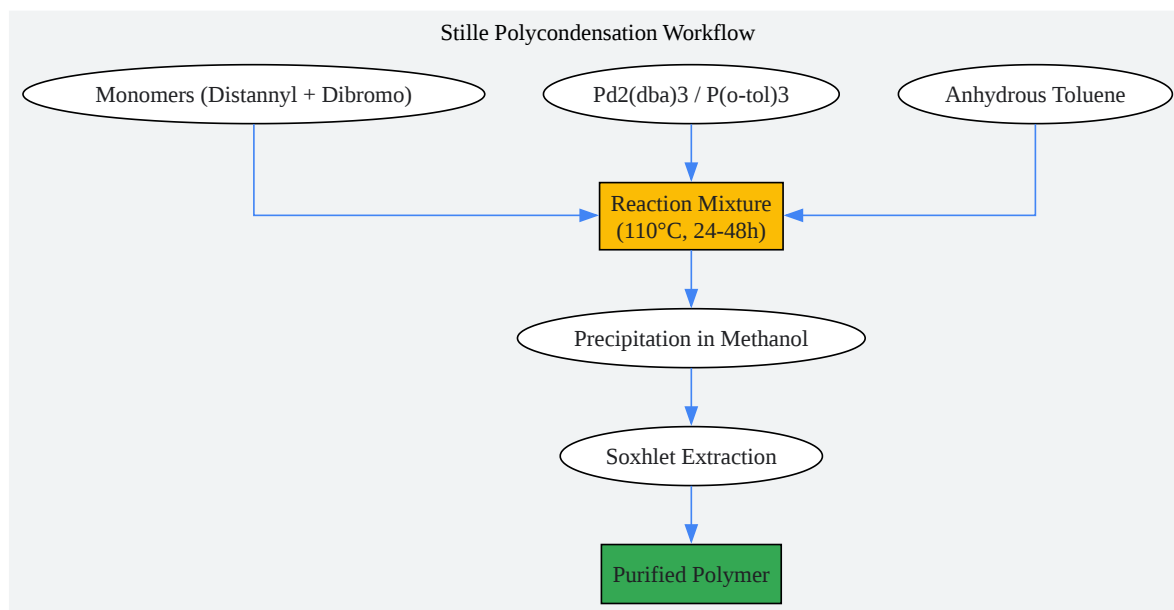 Stille Polycondensation Workflow
Monomers (Distannyl + Dibromo)
Pd2(dba)3 / P(o-tol)3
Anhydrous Toluene
Reaction Mixture
(110°C, 24-48h)
Precipitation in Methanol
Soxhlet Extraction
Purified Polymer